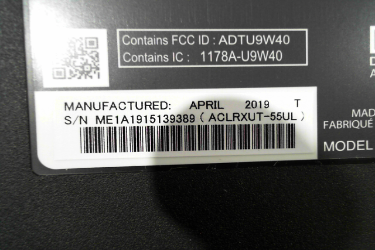 Contains FCC ID : ADTU9W40
Contains IC : 1178A-U9W40
MANUFACTURED: APRIL 2019 T
S/N ME1A1915139389 ( ACLRXUT-55UL )
MAD
FABRIQUÉ
MODEL